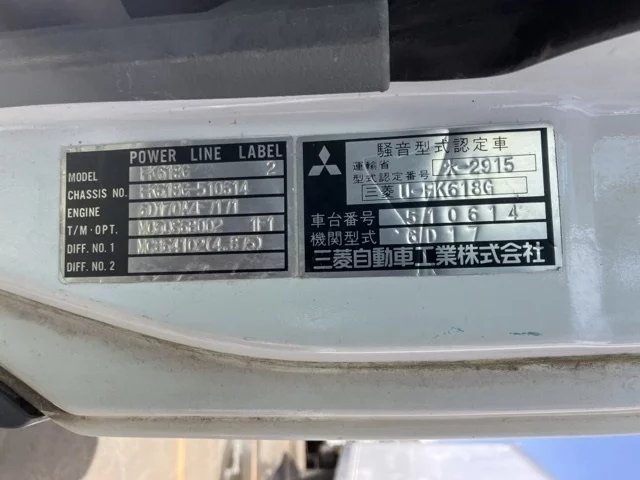 POWER LINE LABEL
MODEL FK618G 2
CHASSIS NO. FK618G-510614
ENGINE
T/M·OPT.
DIFF. NO. 1
DIFF. NO. 2
騒音型式認定車
運輸省
型式認定番号 水-2915
三菱 U-FK618G
車台番号 510614
機関型式 6D17
三菱自動車工業株式会社